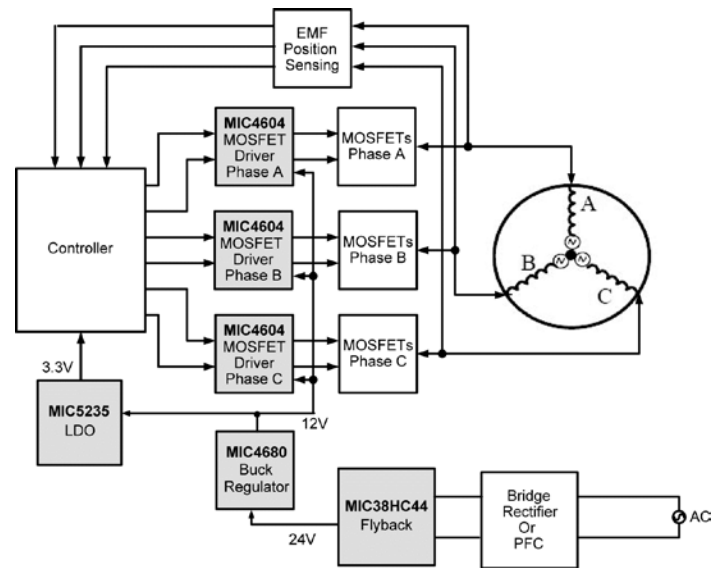 EMF
Position
Sensing
MIC4604
MOSFET
Driver
Phase A
MOSFETs
Phase A
Controller
MIC4604
MOSFET
Driver
Phase B
MOSFETs
Phase B
A
B
C
MIC4604
MOSFET
Driver
Phase C
MOSFETs
Phase C
3.3V
MIC5235
LDO
12V
MIC4680
Buck
Regulator
24V
MIC38HC44
Flyback
Bridge
Rectifier
Or
PFC
AC